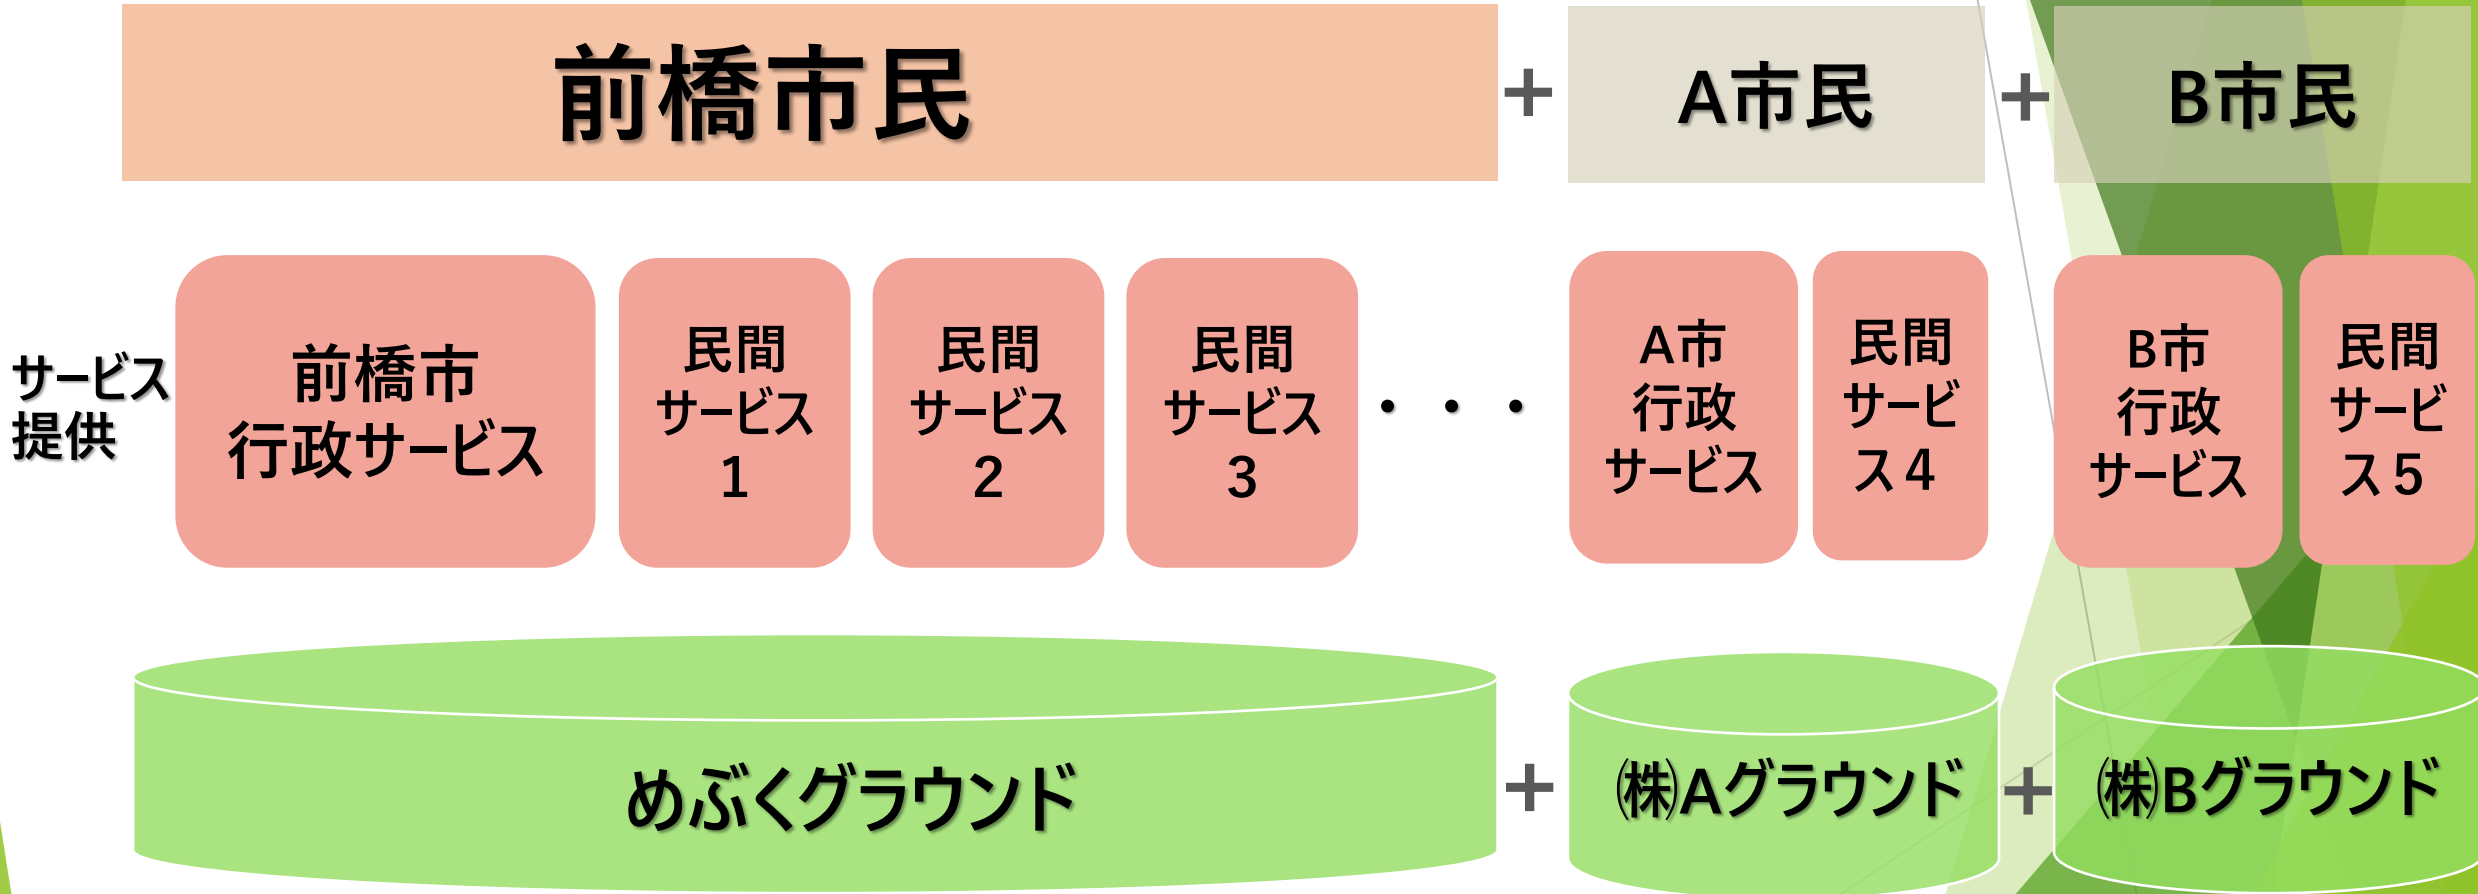 前橋市民
+
A市民
+
B市民
サービス
提供
前橋市
行政サービス
民間
サービス
1
民間
サービス
2
民間
サービス
3
・・・
A市
行政
サービス
民間
サービ
ス4
B市
行政
サービス
民間
サービ
ス5
めぶくグラウンド
+
㈱Aグラウンド
+
㈱Bグラウンド